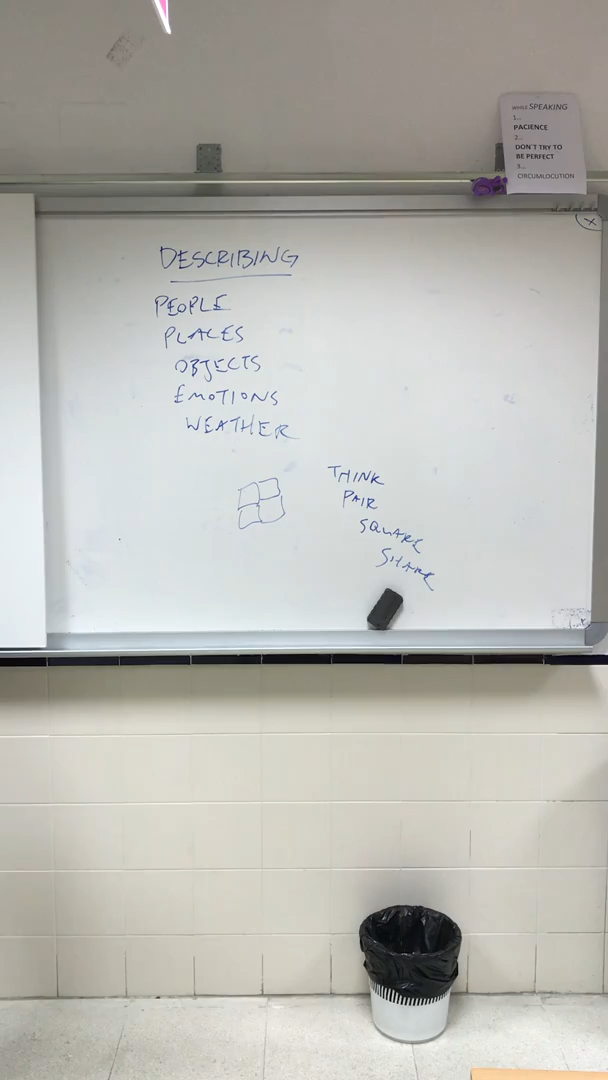 WHILE SPEAKING
1...
PACIENCE
2...
DON'T TRY TO
BE PERFECT
3...
CIRCUMLOCUTION
X
DESCRIBING
PEOPLE
PLACES
OBJECTS
EMOTIONS
WEATHER
THINK
PAIR
SQUARE
SHARE